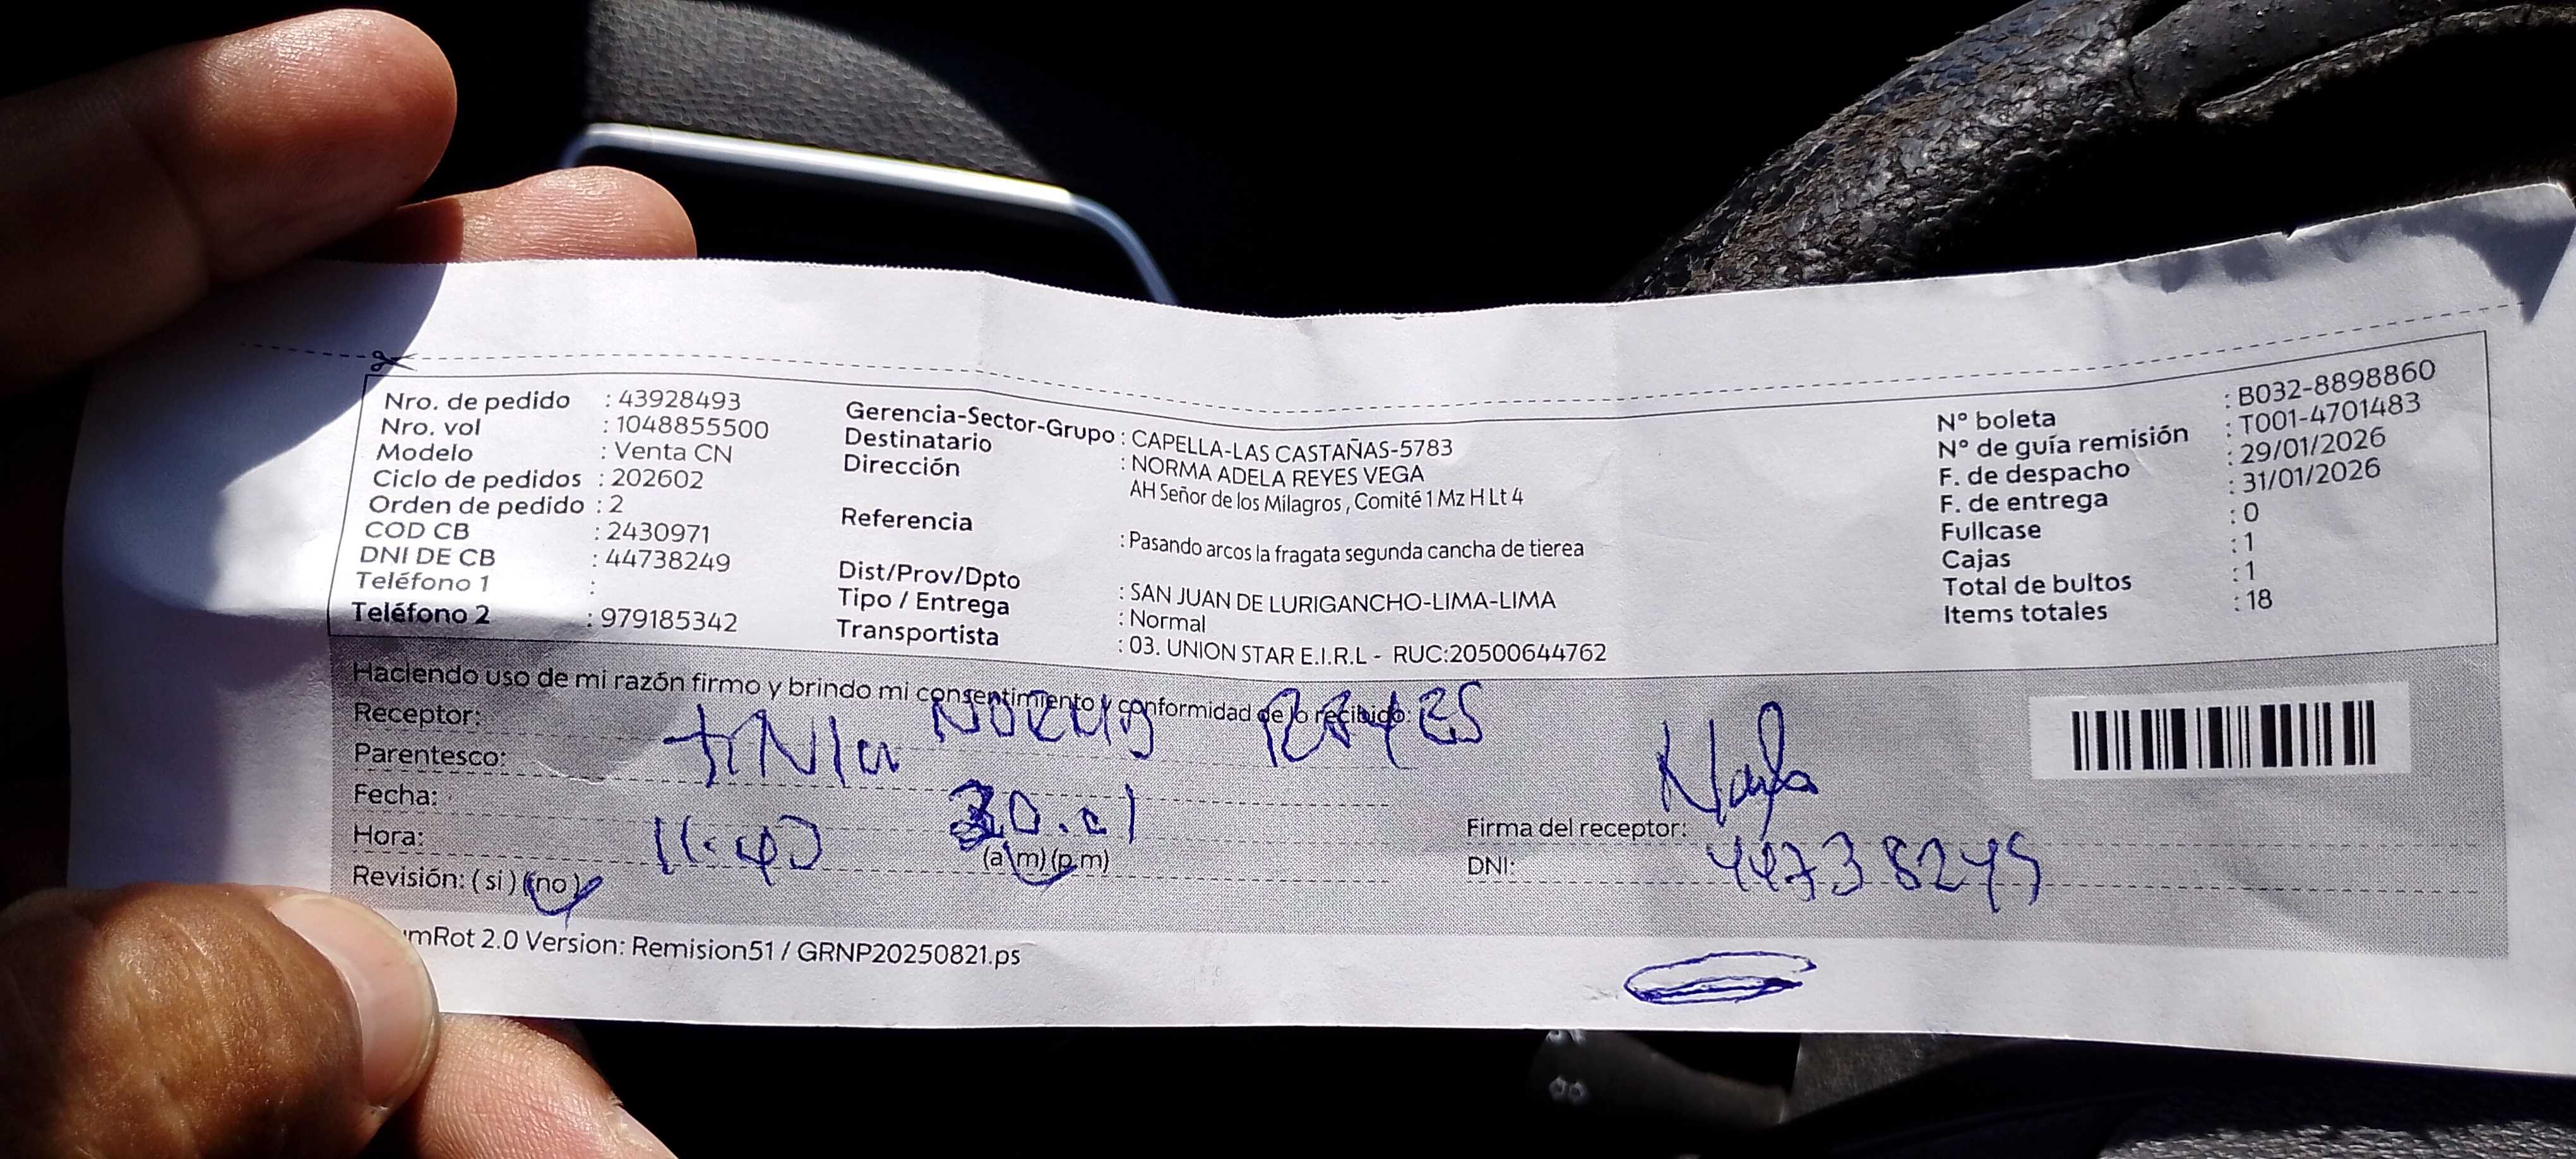 Nro. de pedido : 43928493
Nro. vol : 1048855500
Modelo : Venta CN
Ciclo de pedidos : 202602
Orden de pedido : 2
COD CB : 2430971
DNI DE CB : 44738249
Teléfono 1 :
Teléfono 2 : 979185342
Gerencia-Sector-Grupo : CAPELLA-LAS CASTAÑAS-5783
Destinatario : NORMA ADELA REYES VEGA
Dirección AH Señor de los Milagros , Comité 1 Mz H Lt 4
Referencia : Pasando arcos la fragata segunda cancha de tierea
Dist/Prov/Dpto : SAN JUAN DE LURIGANCHO-LIMA-LIMA
Tipo / Entrega : Normal
Transportista : 03. UNION STAR E.I.R.L - RUC:20500644762
N° boleta : B032-8898860
N° de guía remisión : T001-4701483
F. de despacho : 29/01/2026
F. de entrega : 31/01/2026
Fullcase : 0
Cajas : 1
Total de bultos : 1
Items totales : 18
Haciendo uso de mi razón firmo y brindo mi consentimiento y conformidad de lo recibido:
Receptor: NORMA REYES
Parentesco:
Fecha: 30.01
Hora: 11:40 (a.m) (p.m)
Revisión: ( si ) (no)
Firma del receptor:
DNI: 44738249
mRot 2.0 Version: Remision51 / GRNP20250821.ps